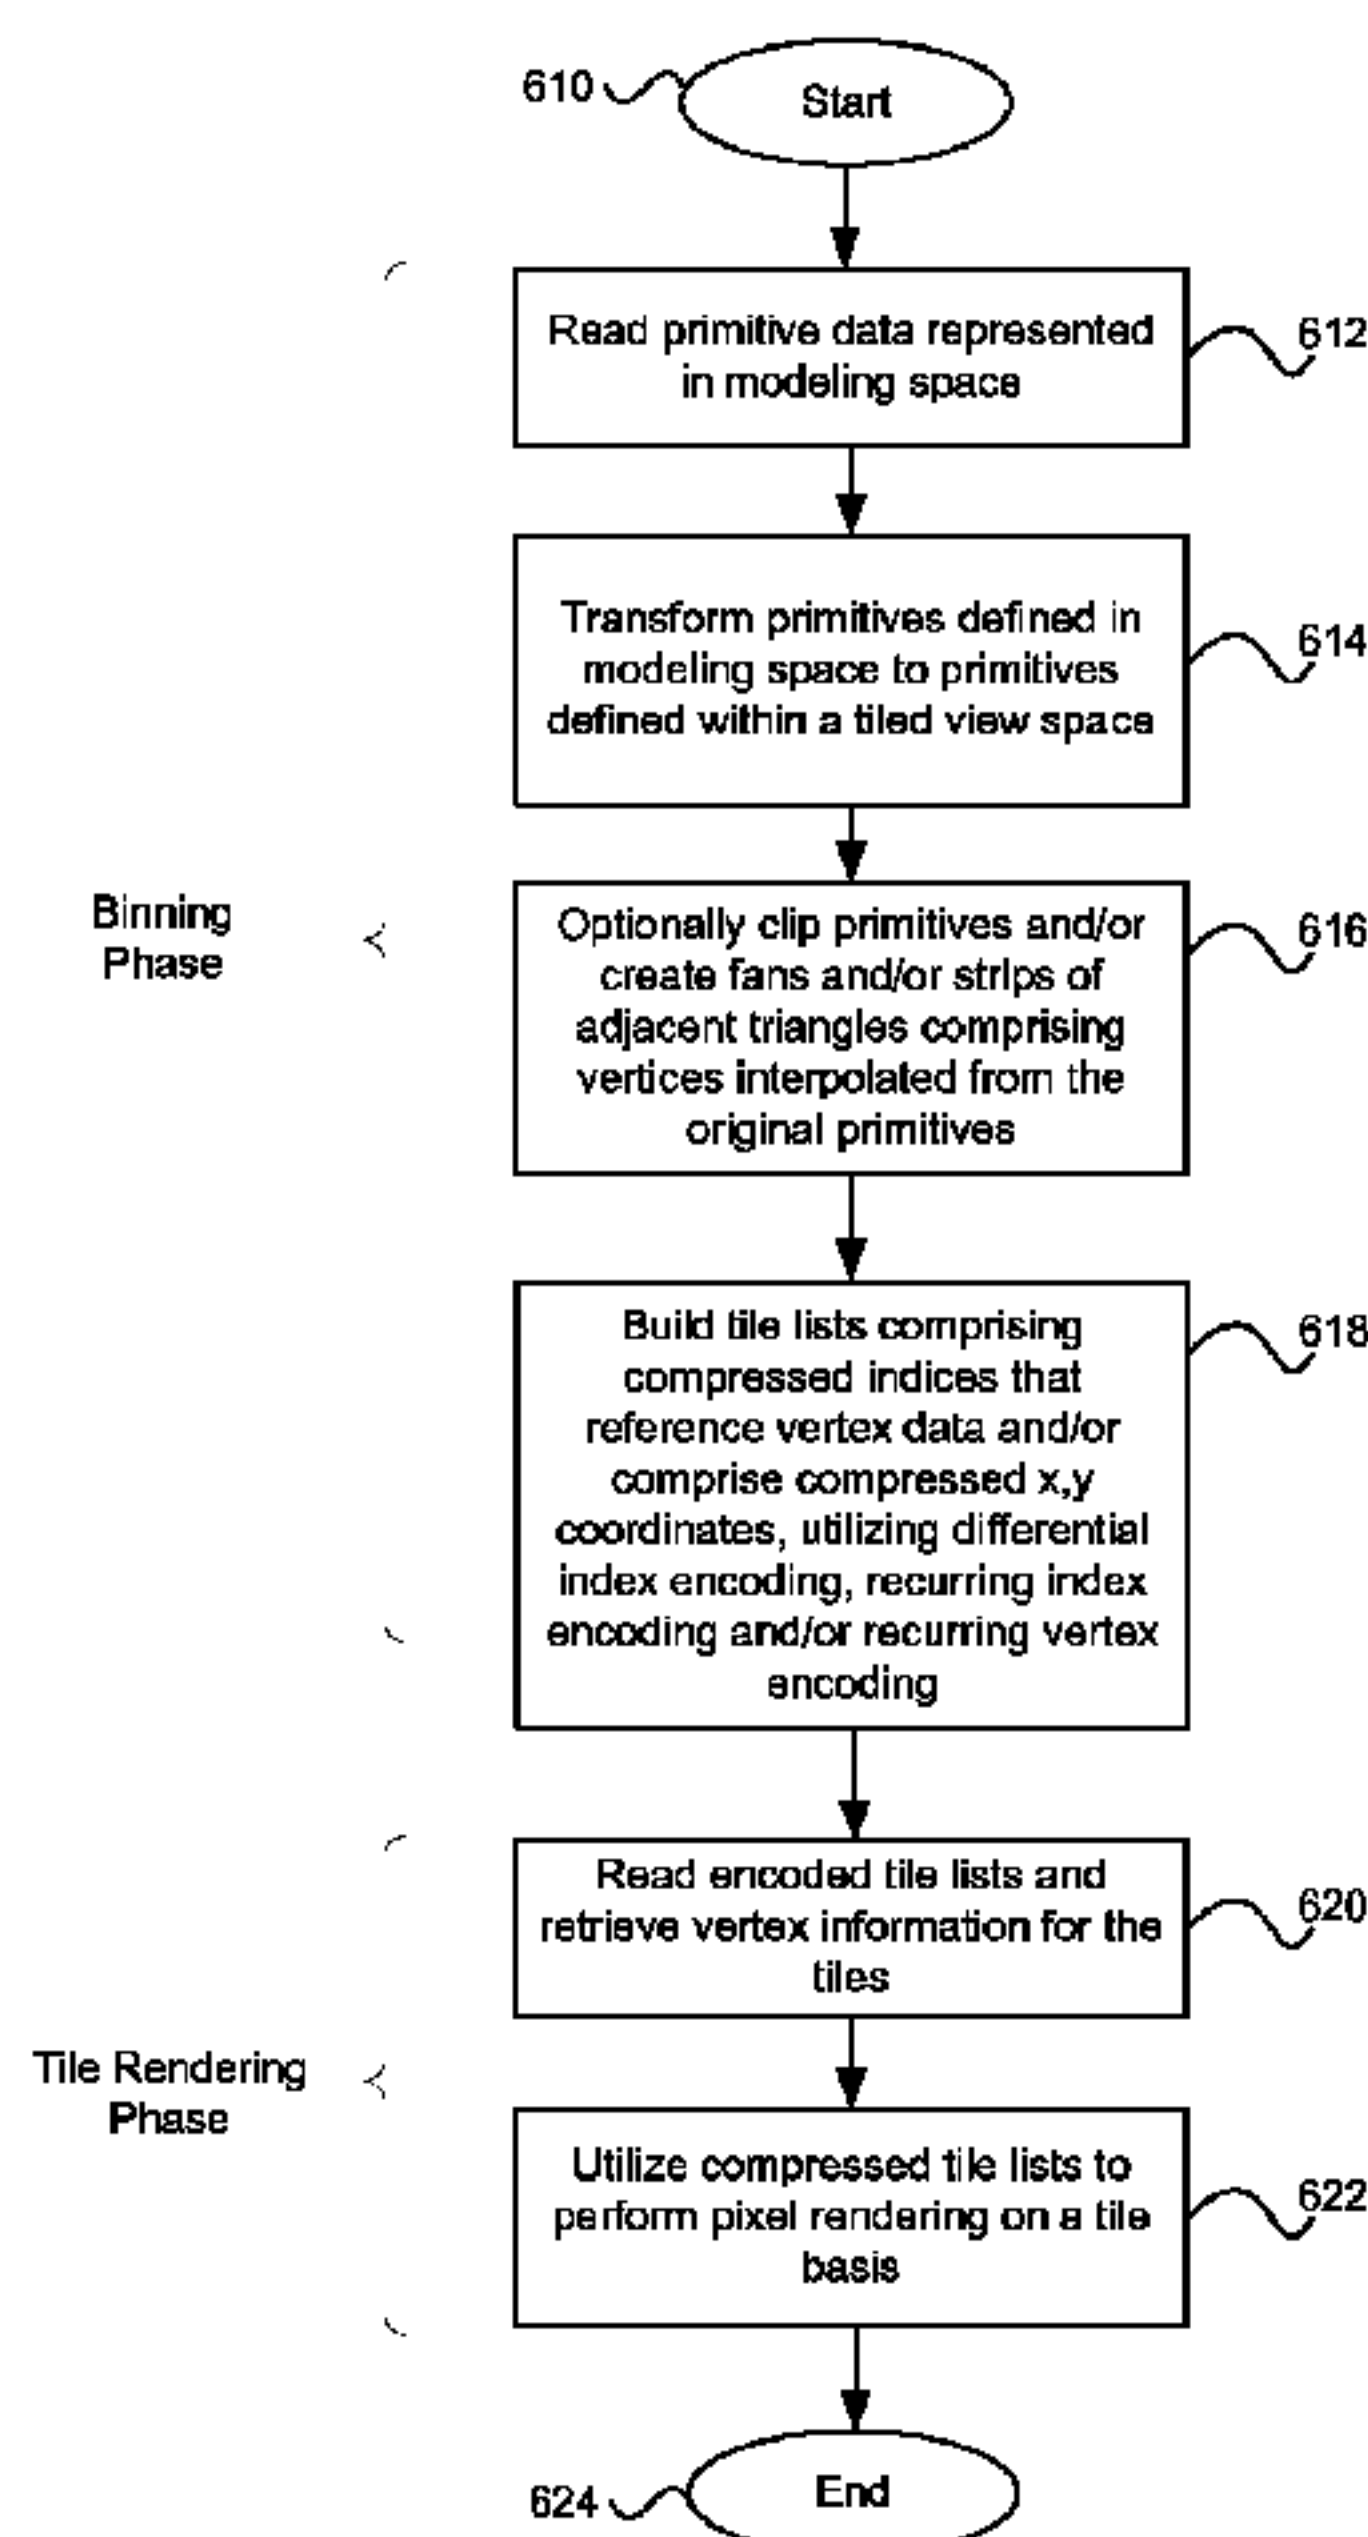 610
Start
Read primitive data represented
in modeling space
612
Transform primitives defined in
modeling space to primitives
defined within a tiled view space
614
Binning
Phase
Optionally clip primitives and/or
create fans and/or strips of
adjacent triangles comprising
vertices interpolated from the
original primitives
616
Build tile lists comprising
compressed indices that
reference vertex data and/or
comprise compressed x,y
coordinates, utilizing differential
index encoding, recurring index
encoding and/or recurring vertex
encoding
618
Read encoded tile lists and
retrieve vertex information for the
tiles
620
Tile Rendering
Phase
Utilize compressed tile lists to
perform pixel rendering on a tile
basis
622
End
624